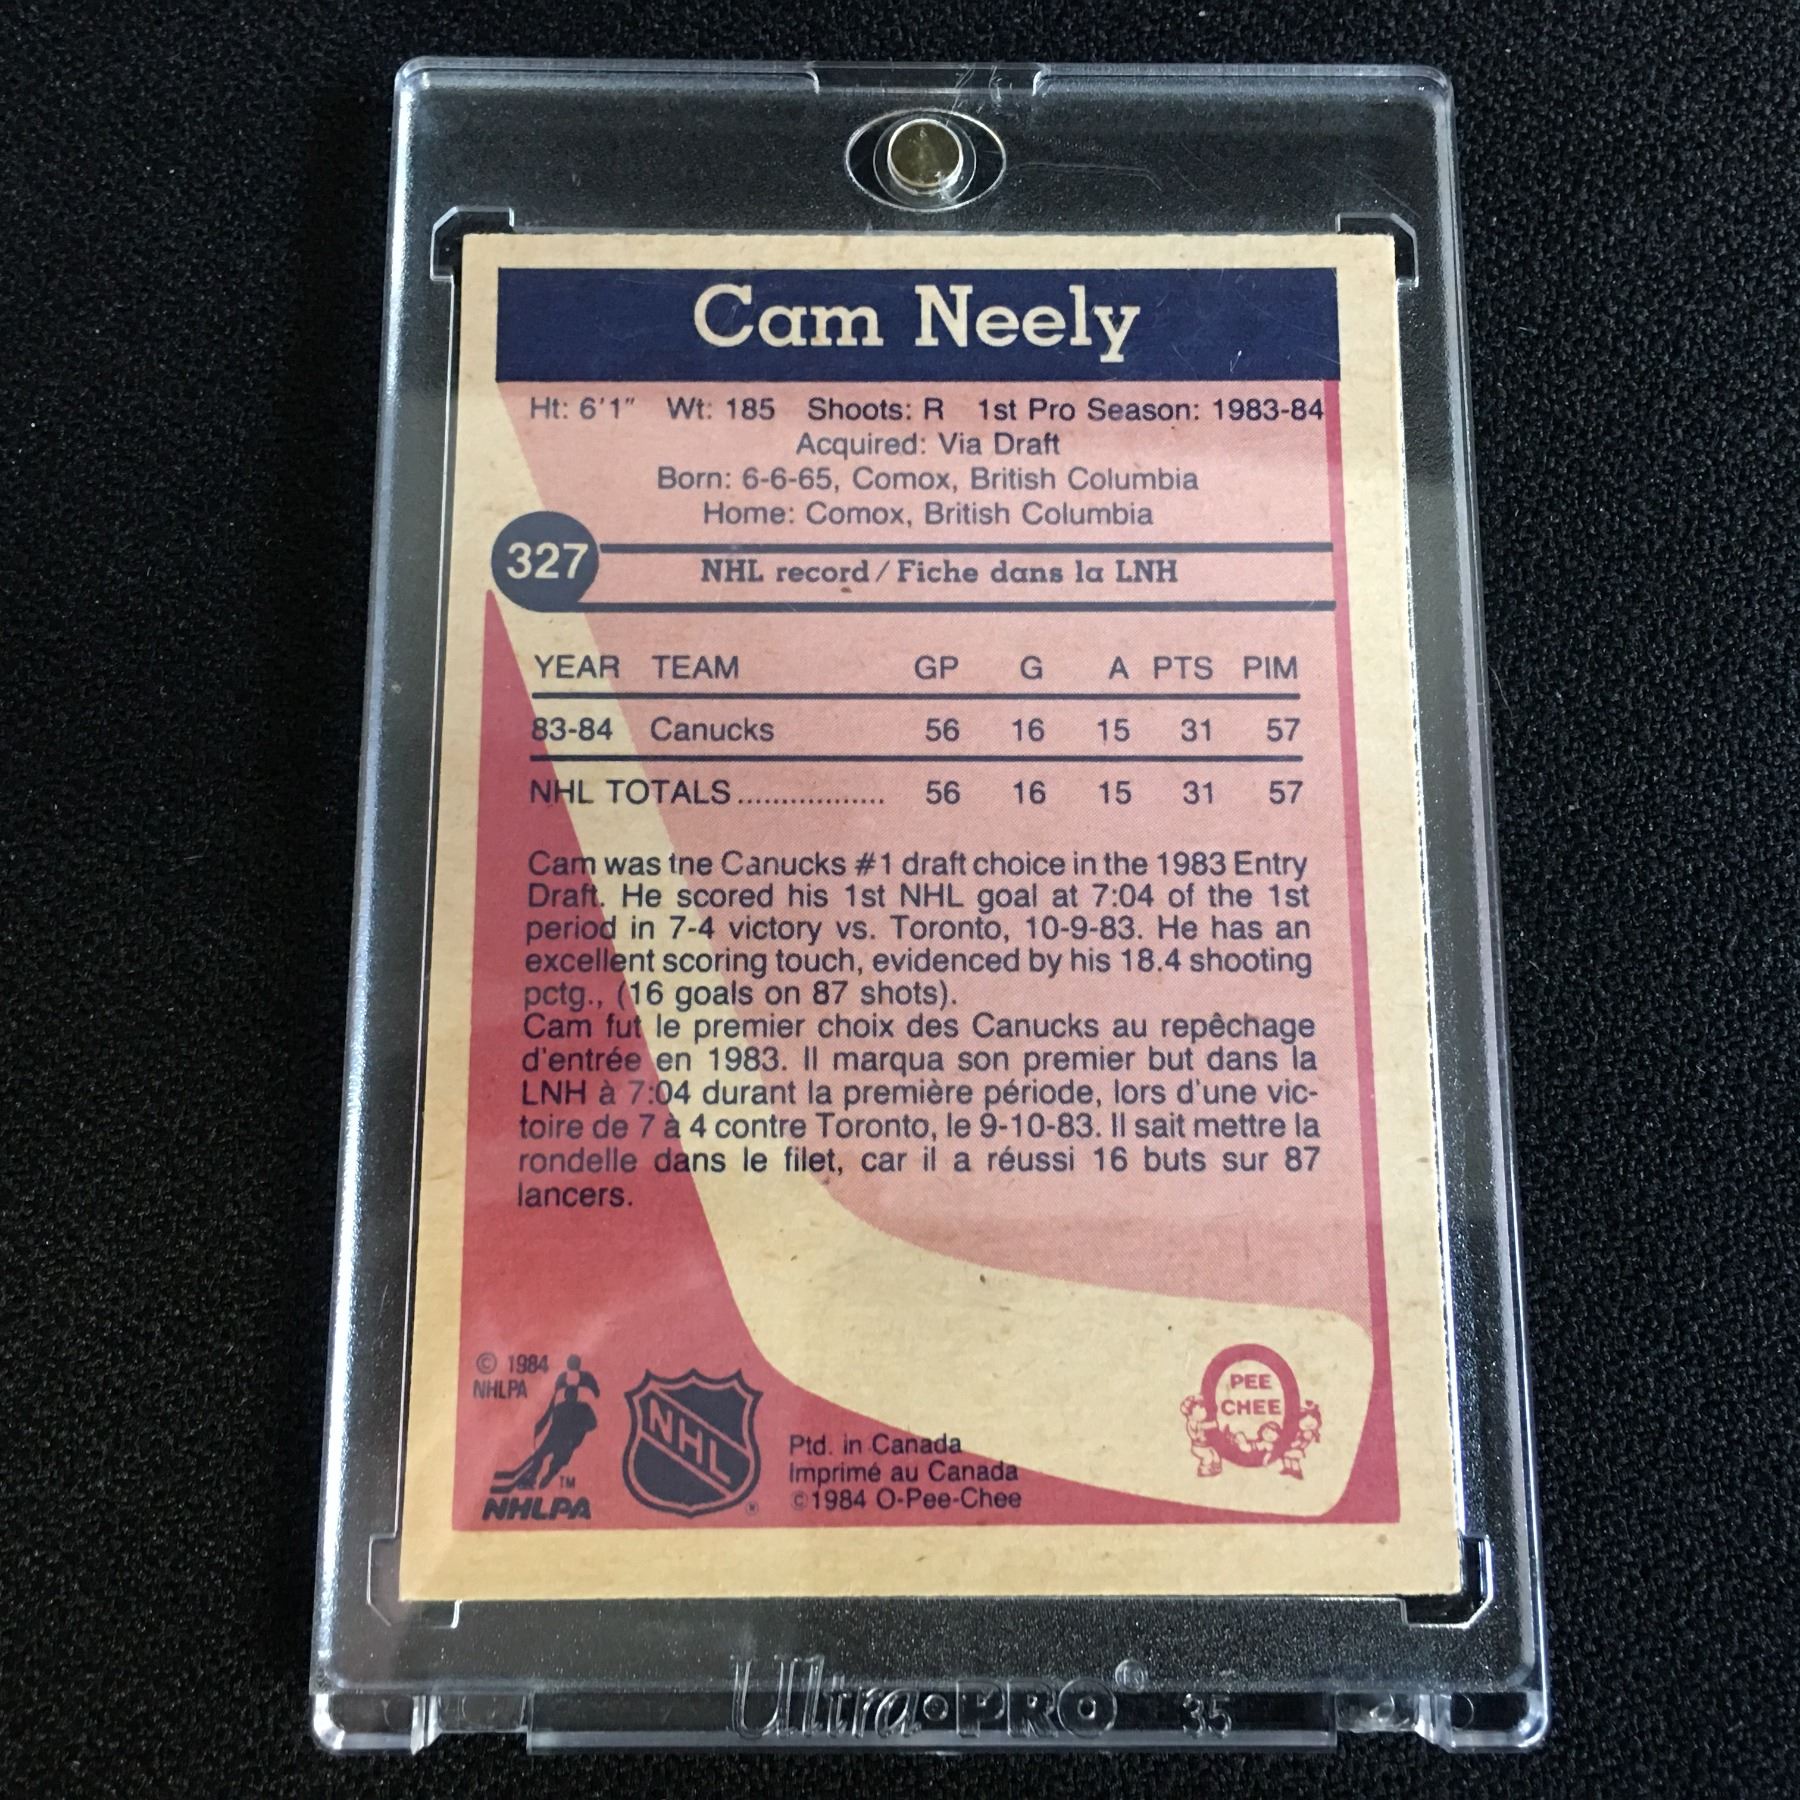 Cam Neely
Ht: 6'1" Wt: 185 Shoots: R 1st Pro Season: 1983-84
Acquired: Via Draft
Born: 6-6-65, Comox, British Columbia
Home: Comox, British Columbia
327
NHL record / Fiche dans la LNH
YEAR TEAM GP G A PTS PIM
83-84 Canucks 56 16 15 31 57
NHL TOTALS................. 56 16 15 31 57
Cam was tne Canucks #1 draft choice in the 1983 Entry
Draft. He scored his 1st NHL goal at 7:04 of the 1st
period in 7-4 victory vs. Toronto, 10-9-83. He has an
excellent scoring touch, evidenced by his 18.4 shooting
pctg., (16 goals on 87 shots).
Cam fut le premier choix des Canucks au repêchage
d'entrée en 1983. Il marqua son premier but dans la
LNH à 7:04 durant la première période, lors d'une vic-
toire de 7 à 4 contre Toronto, le 9-10-83. Il sait mettre la
rondelle dans le filet, car il a réussi 16 buts sur 87
lancers.
© 1984
NHLPA
TM
NHLPA
NHL
®
Ptd. in Canada
Imprimé au Canada
© 1984 O-Pee-Chee
O
PEE
CHEE
Ultra•PRO® 35